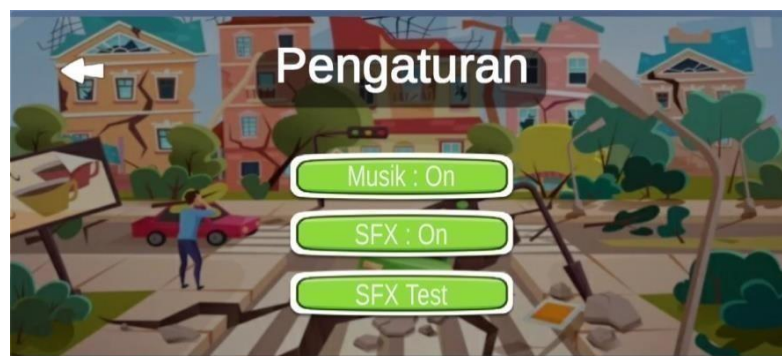 Pengaturan
Musik : On
SFX : On
SFX Test